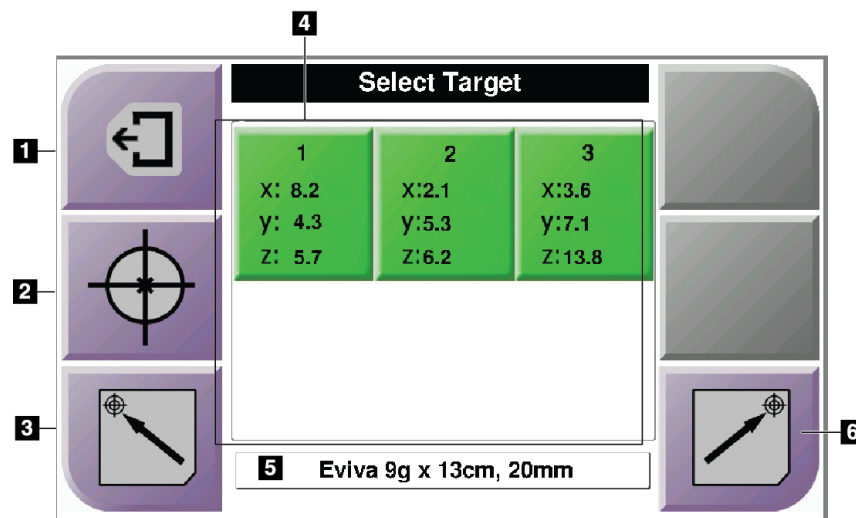 4
Select Target
1
2
3
1 2 3
x: 8.2 x:2.1 x:3.6
y: 4.3 y:5.3 y:7.1
z: 5.7 z:6.2 z:13.8
5 Eviva 9g x 13cm, 20mm
6